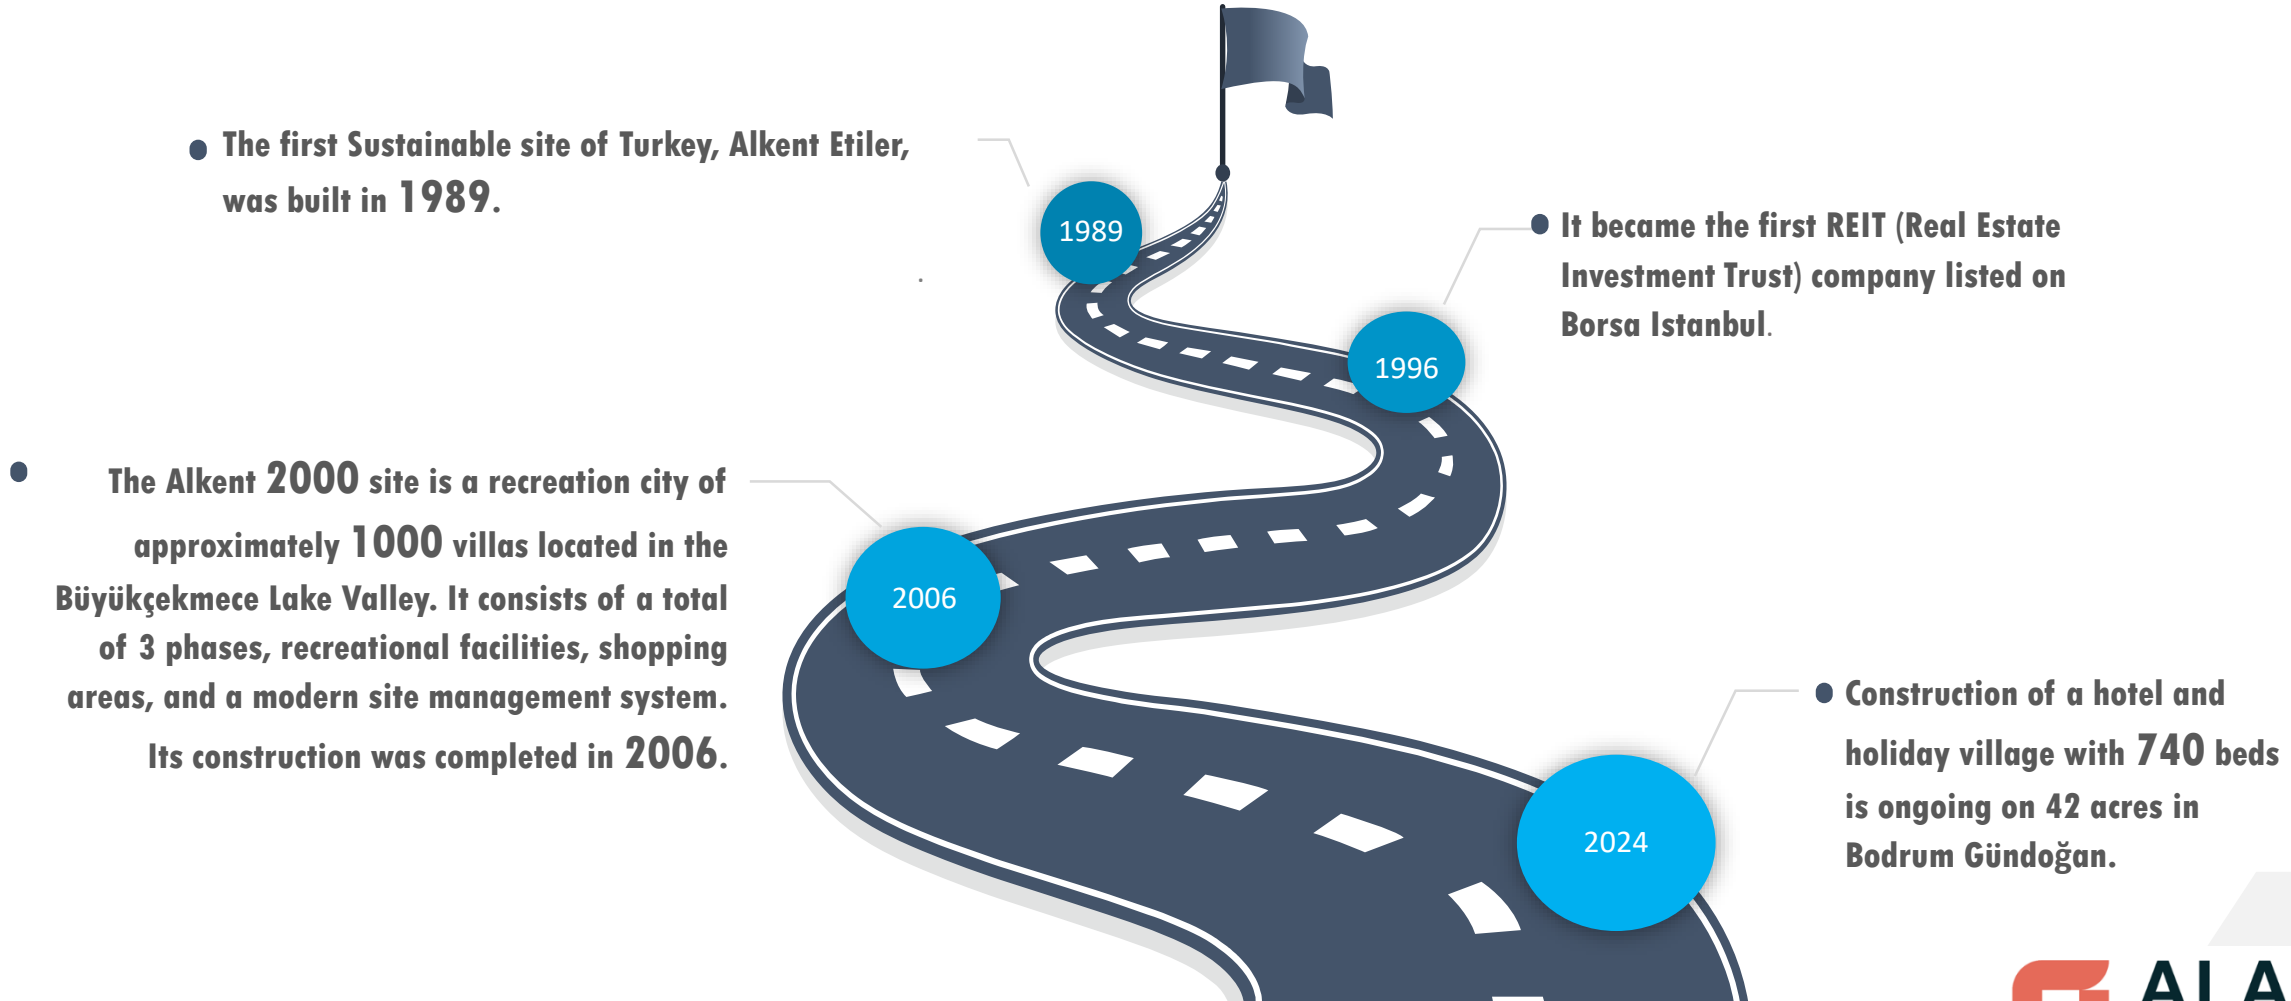 The first Sustainable site of Turkey, Alkent Etiler,
was built in 1989.
1989
It became the first REIT (Real Estate
Investment Trust) company listed on
Borsa Istanbul.
1996
The Alkent 2000 site is a recreation city of
approximately 1000 villas located in the
Büyükçekmece Lake Valley. It consists of a total
of 3 phases, recreational facilities, shopping
areas, and a modern site management system.
Its construction was completed in 2006.
2006
Construction of a hotel and
holiday village with 740 beds
is ongoing on 42 acres in
Bodrum Gündoğan.
2024